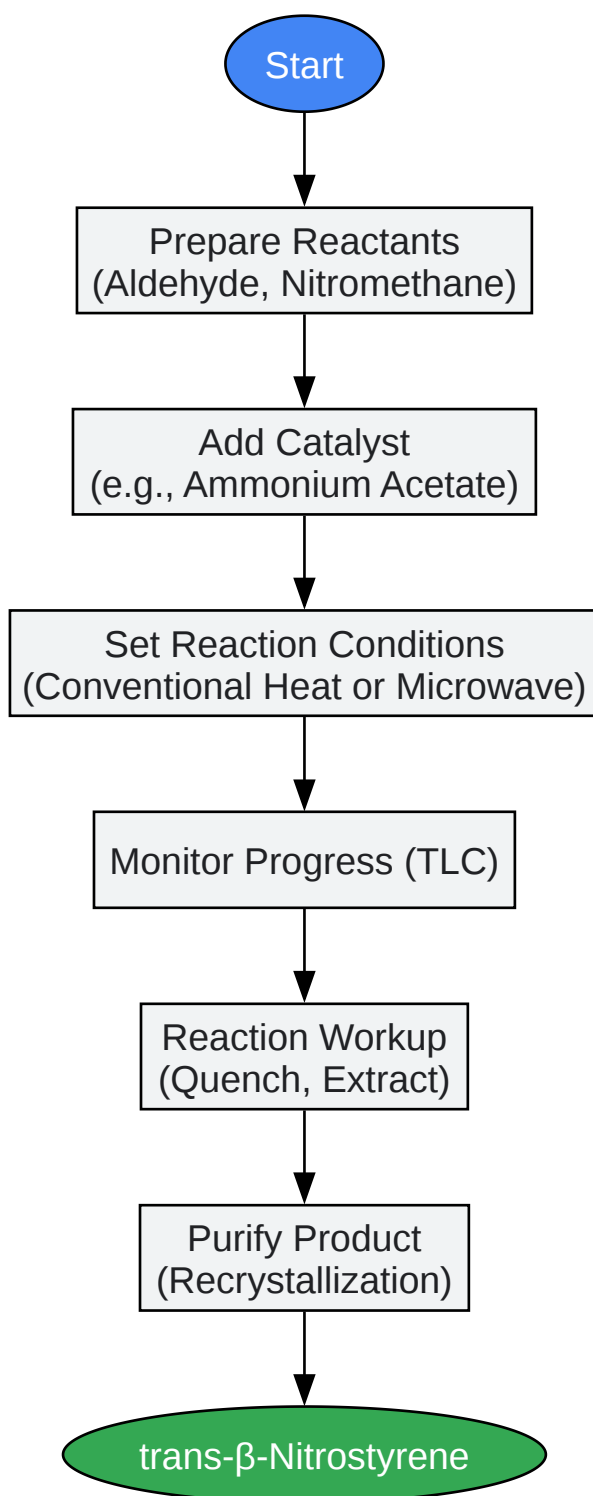 Start
Prepare Reactants
(Aldehyde, Nitromethane)
Add Catalyst
(e.g., Ammonium Acetate)
Set Reaction Conditions
(Conventional Heat or Microwave)
Monitor Progress (TLC)
Reaction Workup
(Quench, Extract)
Purify Product
(Recrystallization)
trans-β-Nitrostyrene